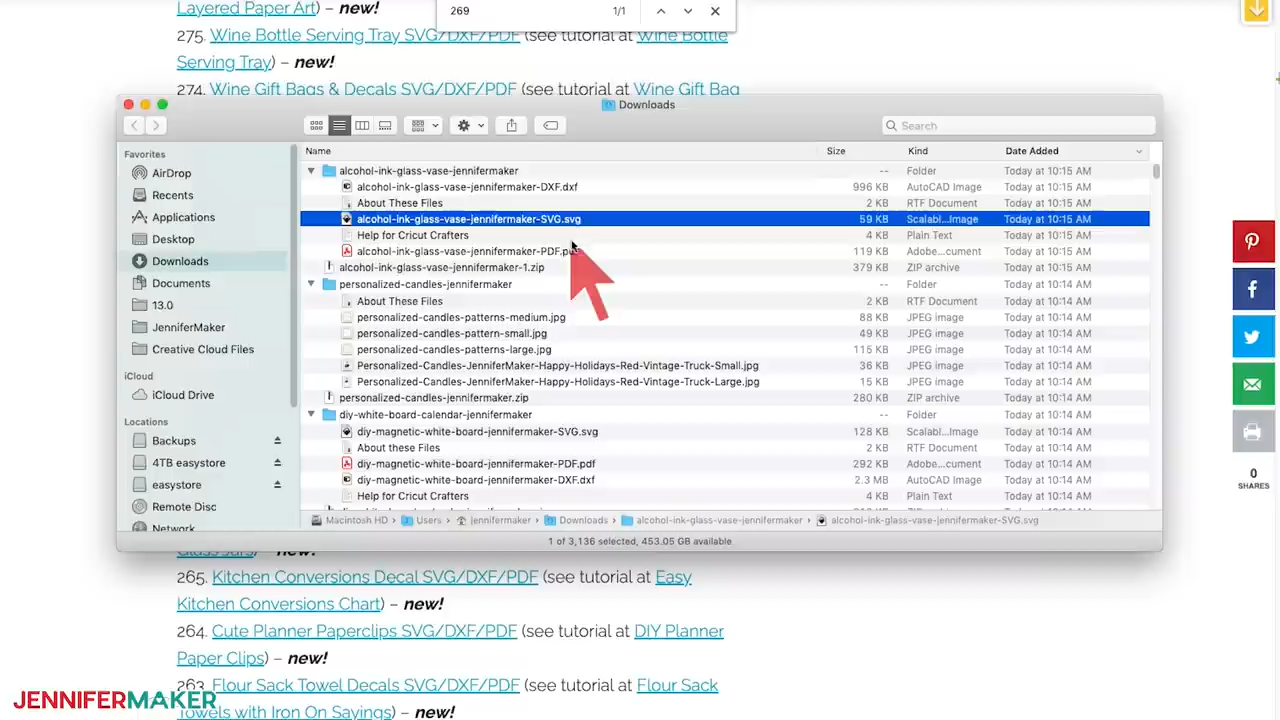 Layered Paper Art) – new!
269 1/1
275. Wine Bottle Serving Tray SVG/DXF/PDF (see tutorial at Wine Bottle
Serving Tray) – new!
274. Wine Gift Bags & Decals SVG/DXF/PDF (see tutorial at Wine Gift Bag
Downloads
Search
Favorites
AirDrop
Recents
Applications
Desktop
Downloads
Documents
13.0
JenniferMaker
Creative Cloud Files
iCloud
iCloud Drive
Locations
Backups
4TB easystore
easystore
Remote Disc
Network
Name Size Kind Date Added
alcohol-ink-glass-vase-jennifermaker -- Folder Today at 10:15 AM
alcohol-ink-glass-vase-jennifermaker-DXF.dxf 996 KB AutoCAD Image Today at 10:15 AM
About These Files 2 KB RTF Document Today at 10:15 AM
alcohol-ink-glass-vase-jennifermaker-SVG.svg 59 KB Scalabl...Image Today at 10:15 AM
Help for Cricut Crafters 4 KB Plain Text Today at 10:15 AM
alcohol-ink-glass-vase-jennifermaker-PDF.pdf 119 KB Adobe...cument Today at 10:15 AM
alcohol-ink-glass-vase-jennifermaker-1.zip 379 KB ZIP archive Today at 10:15 AM
personalized-candles-jennifermaker -- Folder Today at 10:14 AM
About These Files 2 KB RTF Document Today at 10:14 AM
personalized-candles-patterns-medium.jpg 88 KB JPEG image Today at 10:14 AM
personalized-candles-pattern-small.jpg 49 KB JPEG image Today at 10:14 AM
personalized-candles-patterns-large.jpg 115 KB JPEG image Today at 10:14 AM
Personalized-Candles-JenniferMaker-Happy-Holidays-Red-Vintage-Truck-Small.jpg 36 KB JPEG image Today at 10:14 AM
Personalized-Candles-JenniferMaker-Happy-Holidays-Red-Vintage-Truck-Large.jpg 15 KB JPEG image Today at 10:14 AM
personalized-candles-jennifermaker.zip 280 KB ZIP archive Today at 10:14 AM
diy-white-board-calendar-jennifermaker -- Folder Today at 10:14 AM
diy-magnetic-white-board-jennifermaker-SVG.svg 128 KB Scalabl...Image Today at 10:14 AM
About these Files 2 KB RTF Document Today at 10:14 AM
diy-magnetic-white-board-jennifermaker-PDF.pdf 292 KB Adobe...cument Today at 10:14 AM
diy-magnetic-white-board-jennifermaker-DXF.dxf 2.3 MB AutoCAD Image Today at 10:14 AM
Help for Cricut Crafters 4 KB Plain Text Today at 10:14 AM
Macintosh HD › Users › jennifermaker › Downloads › alcohol-ink-glass-vase-jennifermaker › alcohol-ink-glass-vase-jennifermaker-SVG.svg
1 of 3,136 selected, 453.05 GB available
0
SHARES
Glass Jars) – new!
265. Kitchen Conversions Decal SVG/DXF/PDF (see tutorial at Easy
Kitchen Conversions Chart) – new!
264. Cute Planner Paperclips SVG/DXF/PDF (see tutorial at DIY Planner
Paper Clips) – new!
263. Flour Sack Towel Decals SVG/DXF/PDF (see tutorial at Flour Sack
Towels with Iron On Sayings) – new!
JENNIFERMAKER